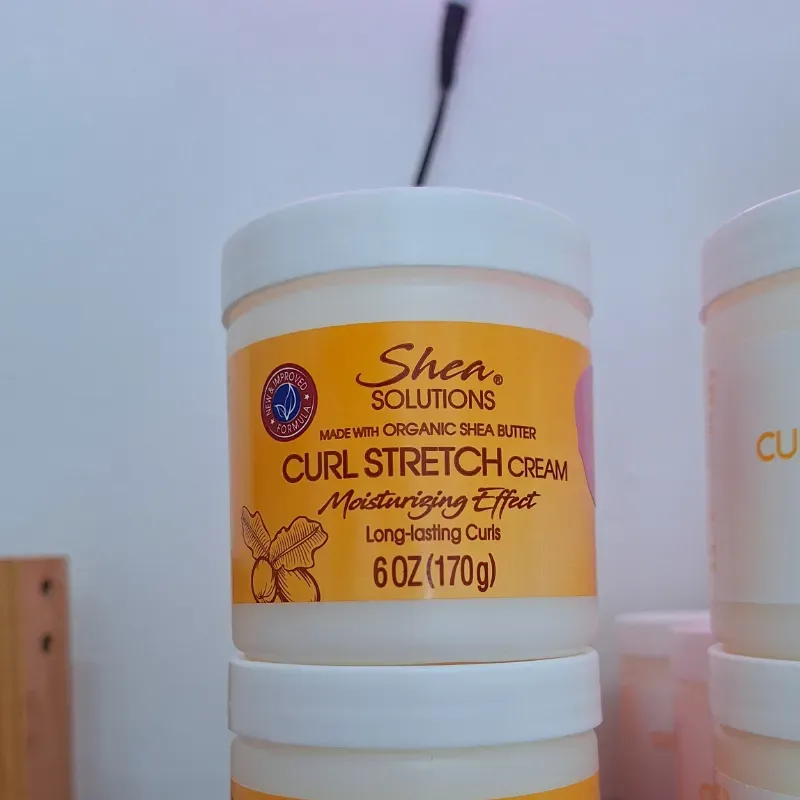 Shea®
SOLUTIONS
NEW & IMPROVED
FORMULA
MADE WITH ORGANIC SHEA BUTTER
CURL STRETCH CREAM
Moisturizing Effect
Long-lasting Curls
6 OZ (170g)
CU